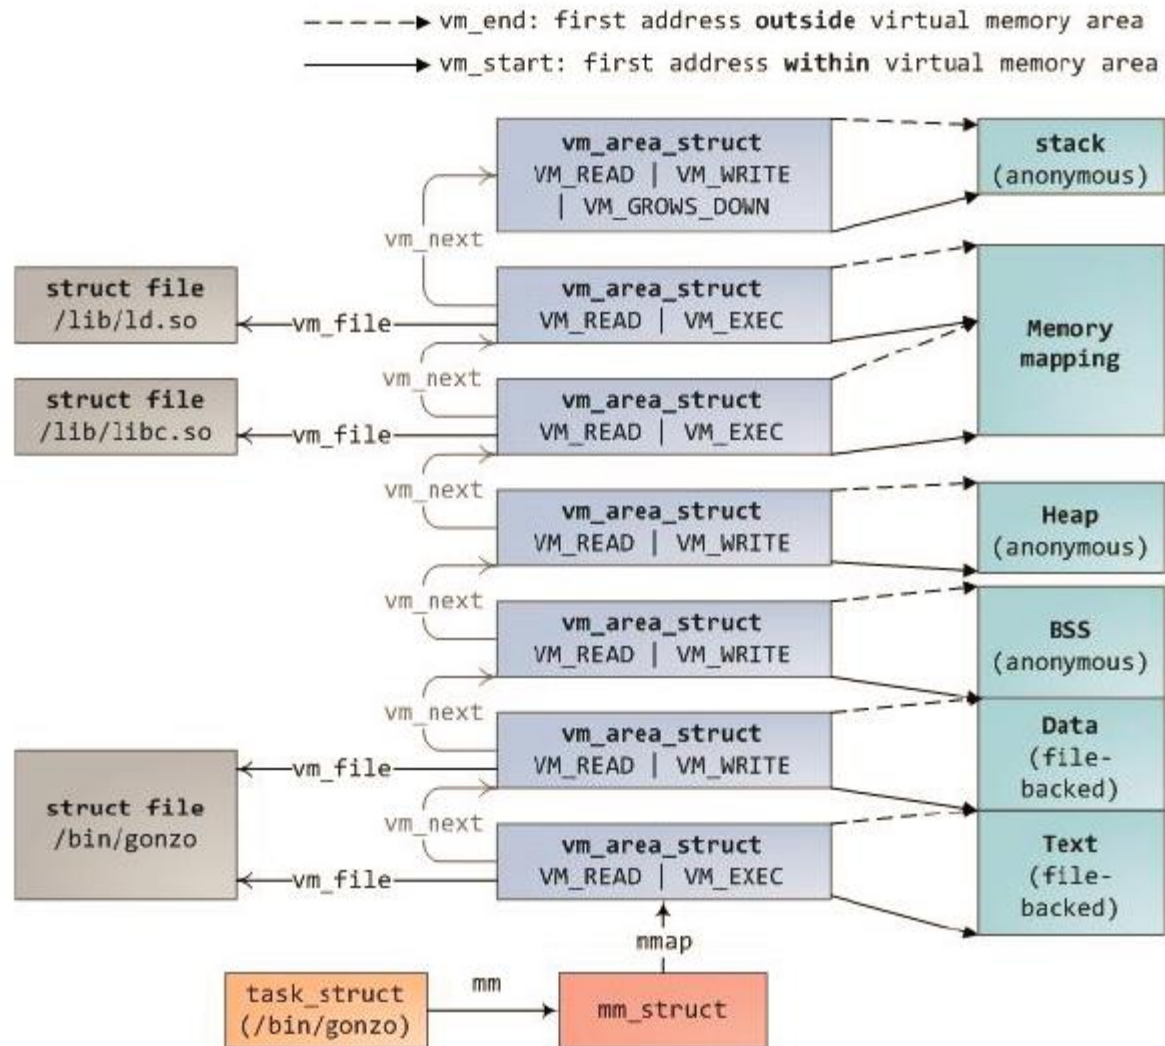 vm_end: first address outside virtual memory area
vm_start: first address within virtual memory area
vm_area_struct
VM_READ | VM_WRITE
| VM_GROWS_DOWN
stack
(anonymous)
vm_next
struct file
/lib/ld.so
vm_file
vm_area_struct
VM_READ | VM_EXEC
Memory
mapping
vm_next
struct file
/lib/libc.so
vm_file
vm_area_struct
VM_READ | VM_EXEC
vm_next
vm_area_struct
VM_READ | VM_WRITE
Heap
(anonymous)
vm_next
vm_area_struct
VM_READ | VM_WRITE
BSS
(anonymous)
vm_next
vm_file
vm_area_struct
VM_READ | VM_WRITE
Data
(file-
backed)
struct file
/bin/gonzo
vm_next
vm_file
vm_area_struct
VM_READ | VM_EXEC
Text
(file-
backed)
mmap
task_struct
(/bin/gonzo)
mm
mm_struct